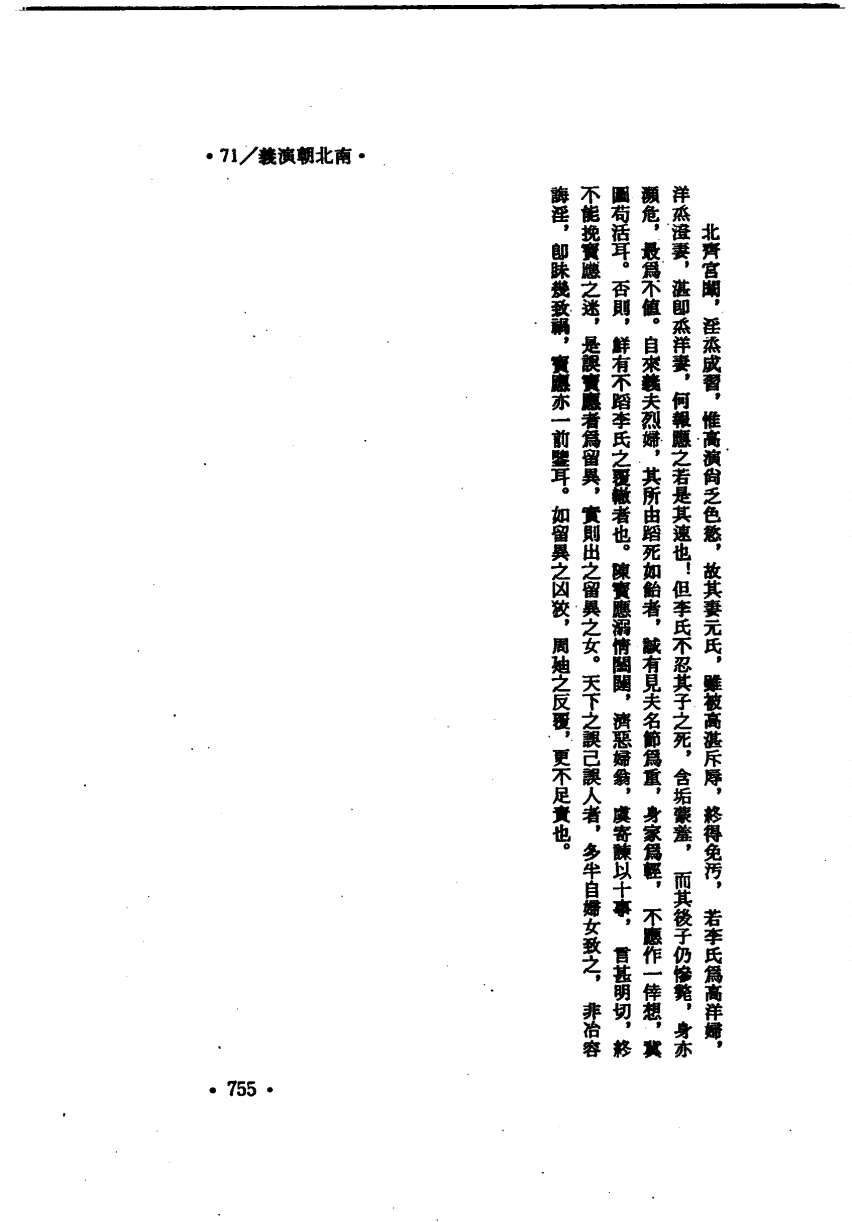 •71／義演朝北南•
北齊宮闈，淫烝成習，惟高演尙乏色慾，故其妻元氏，雖被高湛斥辱，終得免污，若李氏爲高洋婦，
洋烝澄妻，湛卽烝洋妻，何報應之若是其速也！但李氏不忍其子之死，含垢蒙羞，而其後子仍慘斃，身亦
瀕危，最爲不値。自來義夫烈婦，其所由蹈死如飴者，誠有見夫名節爲重，身家爲輕，不應作一倖想，冀
圖苟活耳。否則，鮮有不蹈李氏之覆轍者也。陳寶應溺情閨闥，濟惡婦翁，虞寄諫以十事，言甚明切，終
不能挽寶應之迷，是誤寶應者爲留異，實則出之留異之女。天下之誤己誤人者，多半自婦女致之，非冶容
誨淫，卽昧幾致禍，寶應亦一前鑒耳。如留異之凶狡，周迪之反覆，更不足責也。
•755•